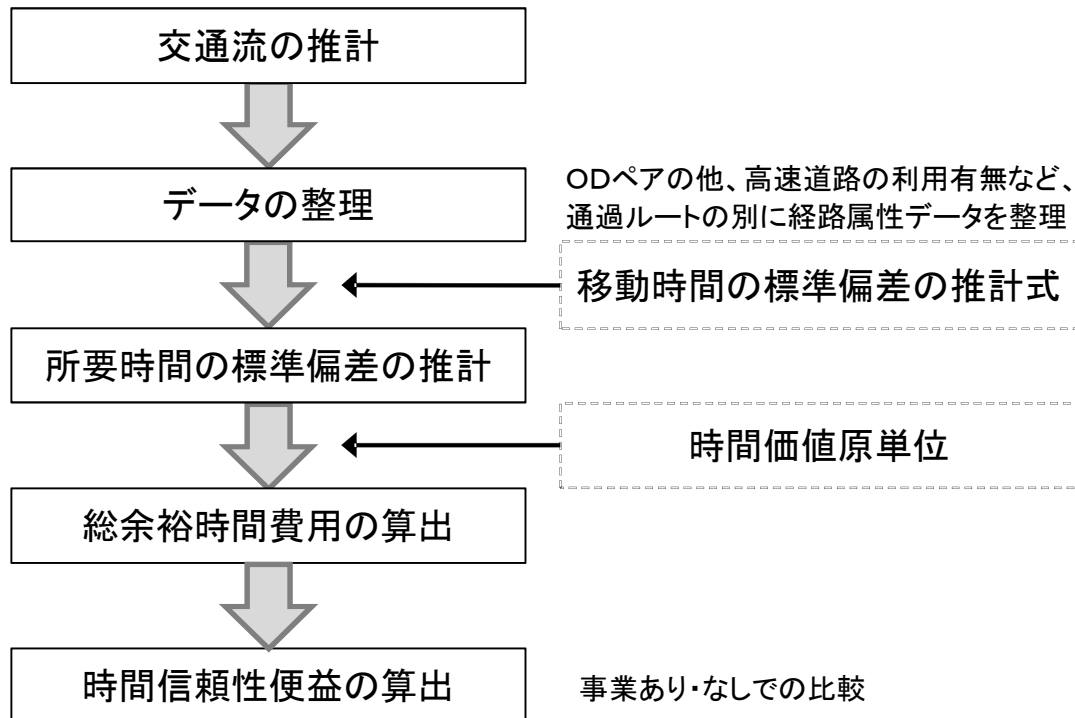 交通流の推計
データの整理
ODペアの他、高速道路の利用有無など、
通過ルートの別に経路属性データを整理
移動時間の標準偏差の推計式
所要時間の標準偏差の推計
時間価値原単位
総余裕時間費用の算出
時間信頼性便益の算出
事業あり・なしでの比較